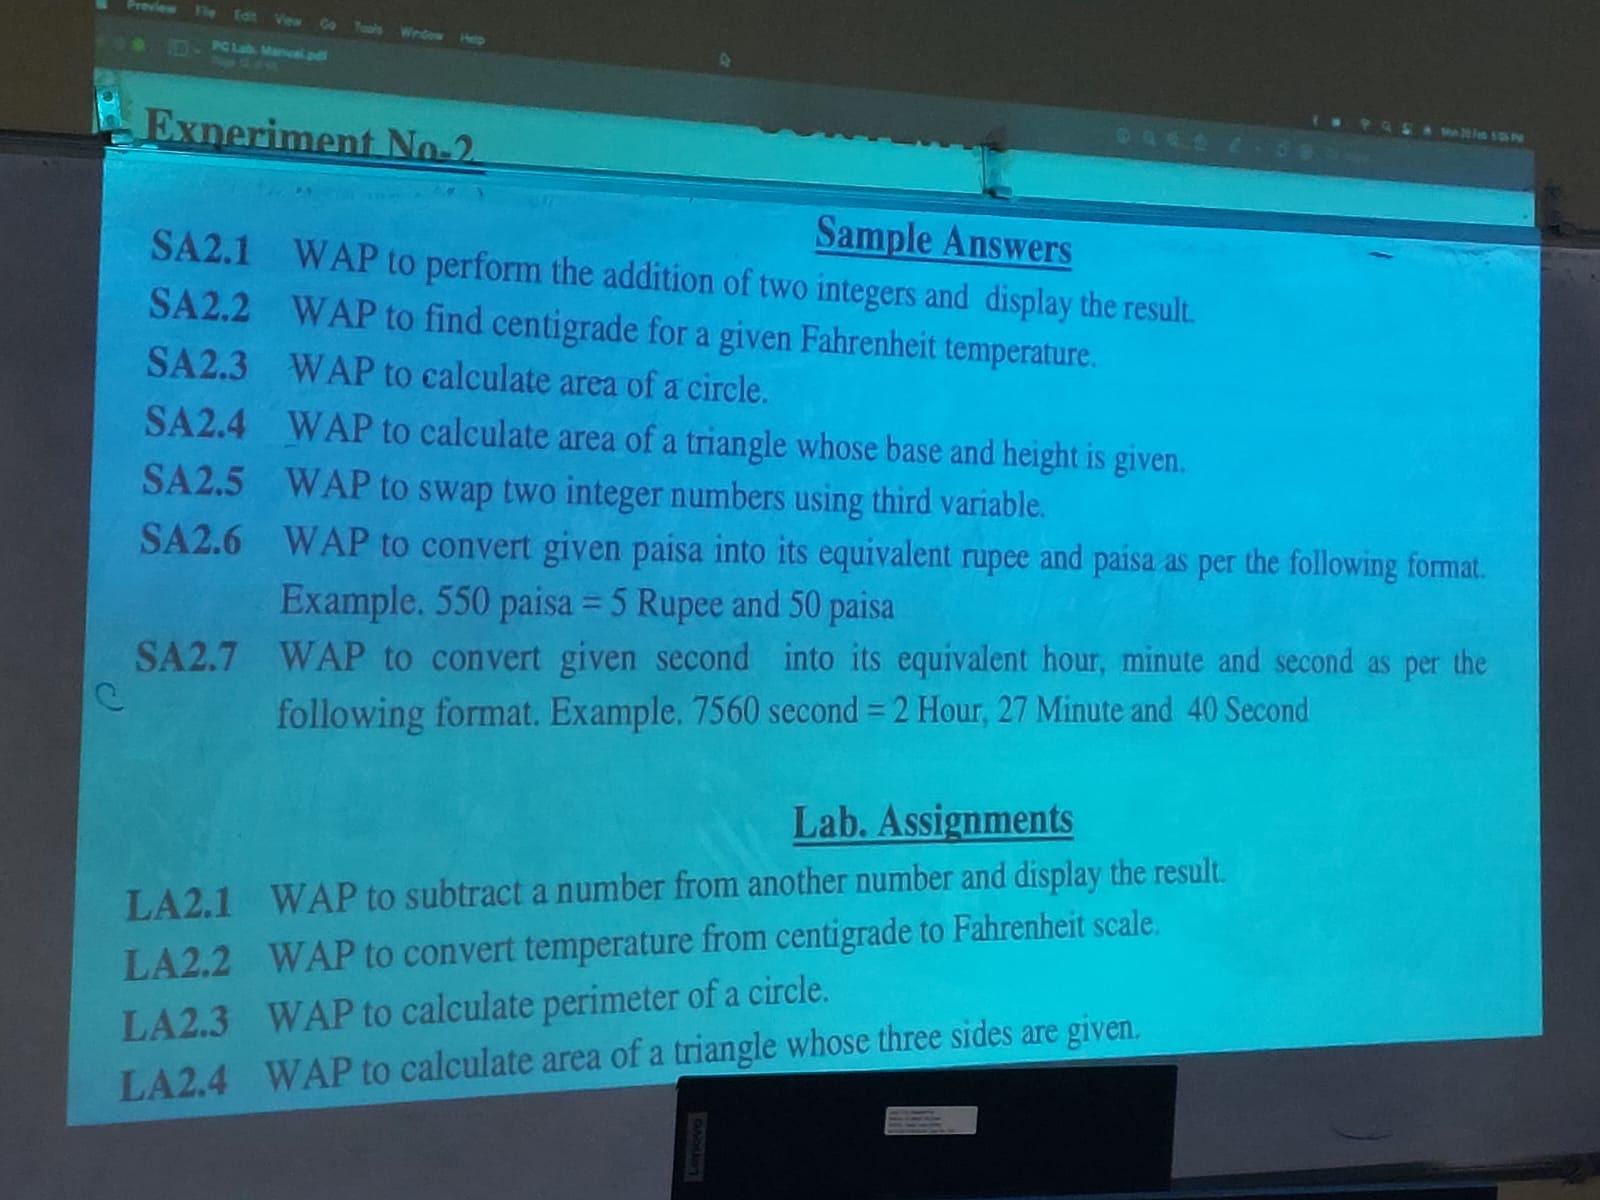 Preview File Edit View Go Tools Window Help
PC Lab. Manual.pdf
Mon 20 Feb 5:05 PM
Experiment No-2
Sample Answers
SA2.1 WAP to perform the addition of two integers and display the result.
SA2.2 WAP to find centigrade for a given Fahrenheit temperature.
SA2.3 WAP to calculate area of a circle.
SA2.4 WAP to calculate area of a triangle whose base and height is given.
SA2.5 WAP to swap two integer numbers using third variable.
SA2.6 WAP to convert given paisa into its equivalent rupee and paisa as per the following format.
Example. 550 paisa = 5 Rupee and 50 paisa
SA2.7 WAP to convert given second into its equivalent hour, minute and second as per the
following format. Example. 7560 second = 2 Hour, 27 Minute and 40 Second
Lab. Assignments
LA2.1 WAP to subtract a number from another number and display the result.
LA2.2 WAP to convert temperature from centigrade to Fahrenheit scale.
LA2.3 WAP to calculate perimeter of a circle.
LA2.4 WAP to calculate area of a triangle whose three sides are given.
Lenovo